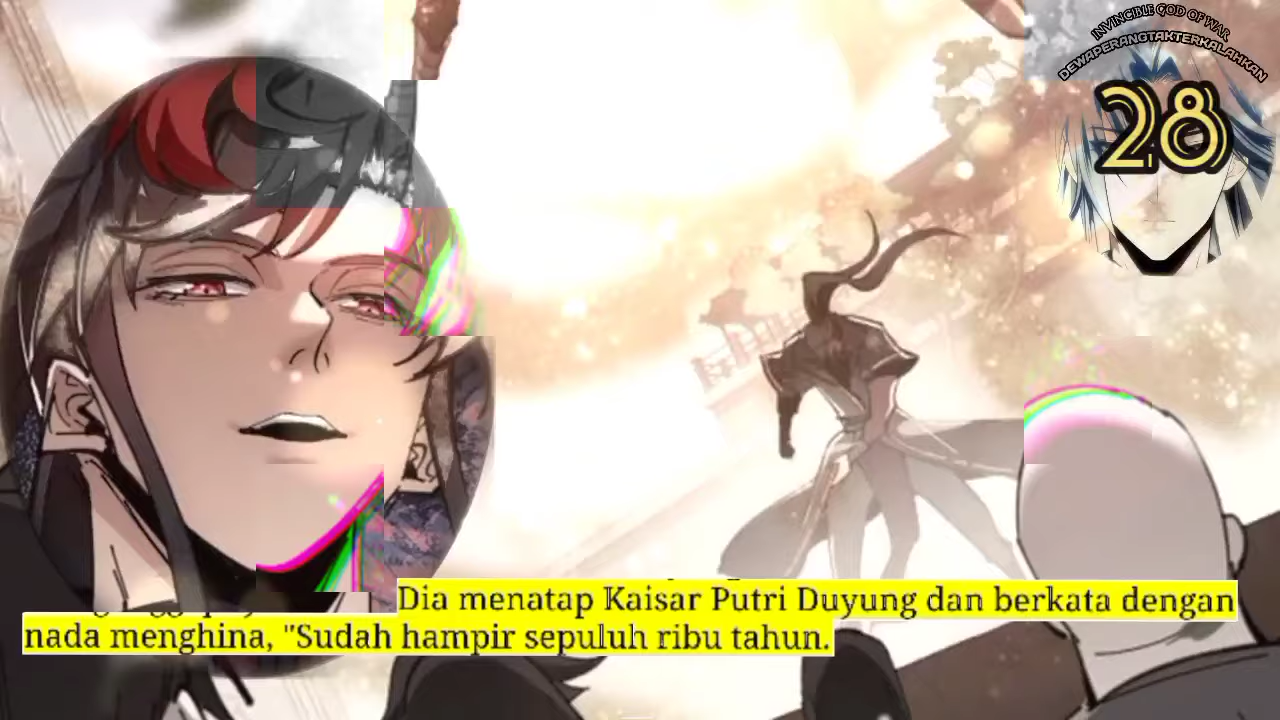 INVINCIBLE GOD OF WAR
DEWAPERANGTAKTERKALAHKAN
28
Dia menatap Kaisar Putri Duyung dan berkata dengan
nada menghina, "Sudah hampir sepuluh ribu tahun.